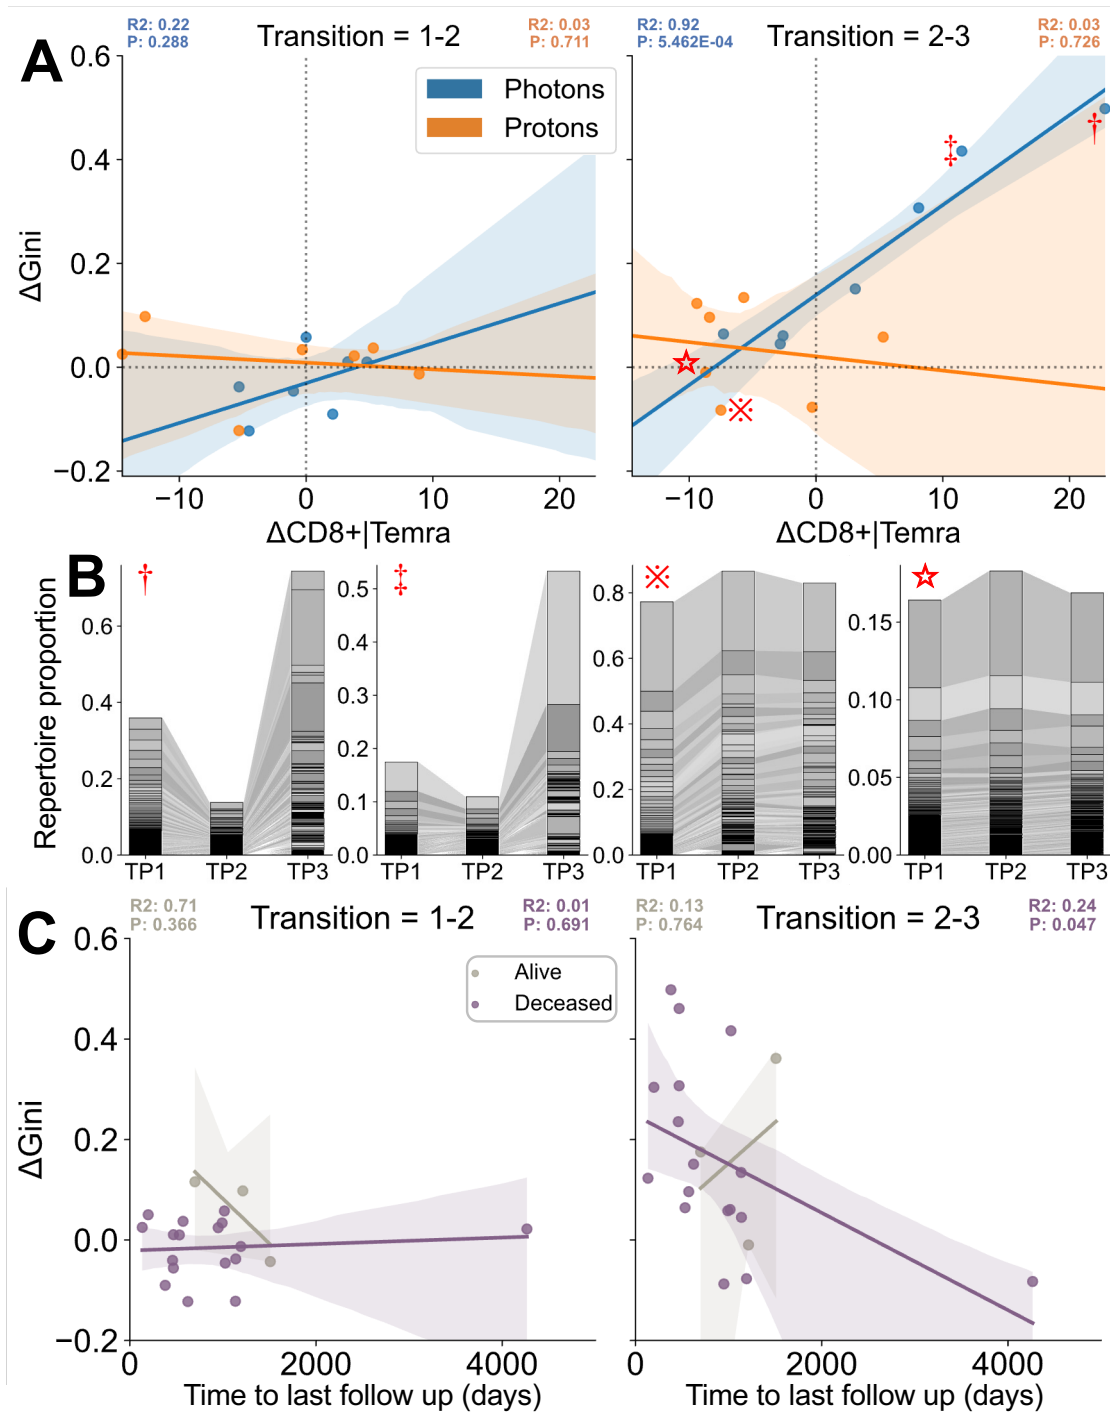 A
R2: 0.22
P: 0.288
Transition = 1-2
R2: 0.03
P: 0.711
R2: 0.92
P: 5.462E-04
Transition = 2-3
R2: 0.03
P: 0.726
Photons
Protons
ΔGini
0.6
0.4
0.2
0.0
−0.2
−10
0
10
20
−10
0
10
20
ΔCD8+|Temra
ΔCD8+|Temra
†
‡
☆
※
B
Repertoire proportion
†
0.6
0.4
0.2
0.0
TP1
TP2
TP3
‡
0.5
0.4
0.3
0.2
0.1
0.0
TP1
TP2
TP3
※
0.8
0.6
0.4
0.2
0.0
TP1
TP2
TP3
☆
0.15
0.10
0.05
0.00
TP1
TP2
TP3
C
R2: 0.71
P: 0.366
Transition = 1-2
R2: 0.01
P: 0.691
R2: 0.13
P: 0.764
Transition = 2-3
R2: 0.24
P: 0.047
Alive
Deceased
ΔGini
0.6
0.4
0.2
0.0
−0.2
0
2000
4000
0
2000
4000
Time to last follow up (days)
Time to last follow up (days)